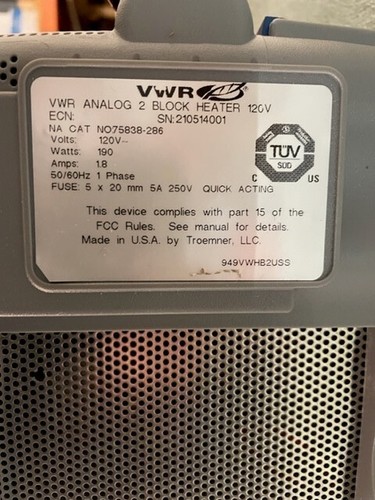 VWR
VWR ANALOG 2 BLOCK HEATER 120V
ECN: SN:210514001
NA CAT NO75838-286
Volts: 120V~
Watts: 190
Amps: 1.8
50/60Hz 1 Phase
FUSE: 5 x 20 mm 5A 250V QUICK ACTING
TÜV
SÜD
C US
This device complies with part 15 of the
FCC Rules. See manual for details.
Made in U.S.A. by Troemner, LLC.
949VWHB2USS